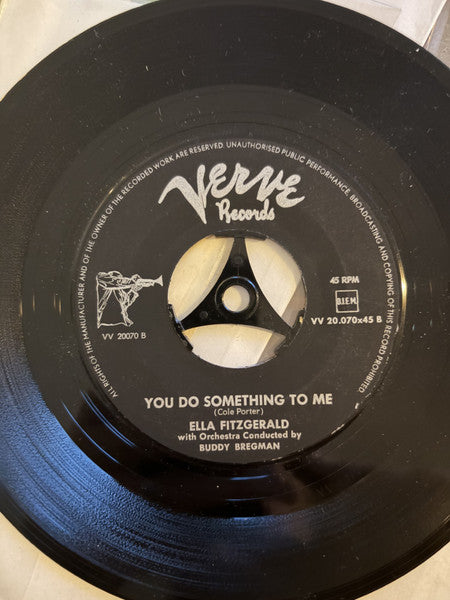 ALL RIGHTS OF THE MANUFACTURER AND OF THE OWNER OF THE RECORDED WORK ARE RESERVED UNAUTHORISED PUBLIC PERFORMANCE, BROADCASTING AND COPYING OF THIS RECORD PROHIBITED
Verve
Records
45 RPM
B.I.E.M.
VV 20070 B
VV 20.070x45 B
YOU DO SOMETHING TO ME
(Cole Porter)
ELLA FITZGERALD
with Orchestra Conducted by
BUDDY BREGMAN